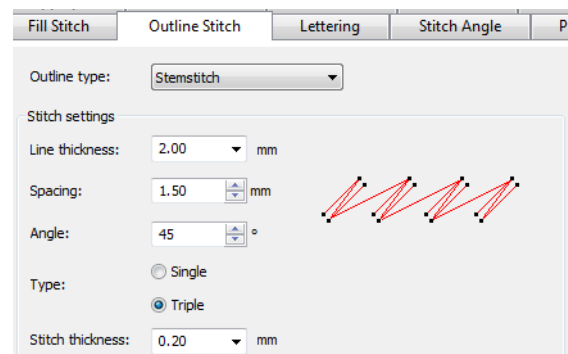 Fill Stitch Outline Stitch Lettering Stitch Angle P
Outline type: Stemstitch
Stitch settings
Line thickness: 2.00 mm
Spacing: 1.50 mm
Angle: 45 °
Single
Type:
Triple
Stitch thickness: 0.20 mm